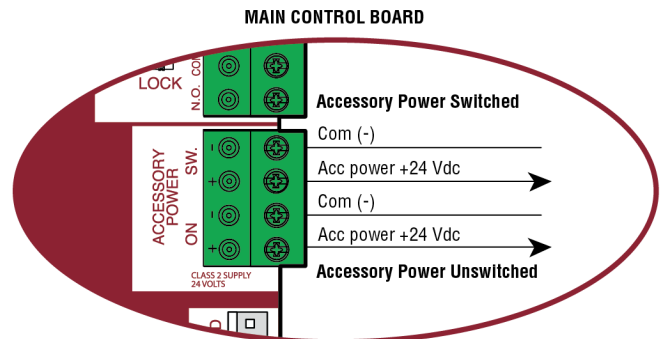 MAIN CONTROL BOARD
LOCK
N.O. COM
Accessory Power Switched
Com (-)
Acc power +24 Vdc
Com (-)
Acc power +24 Vdc
Accessory Power Unswitched
ACCESSORY
POWER
SW.
ON
-
+
-
+
CLASS 2 SUPPLY
24 VOLTS